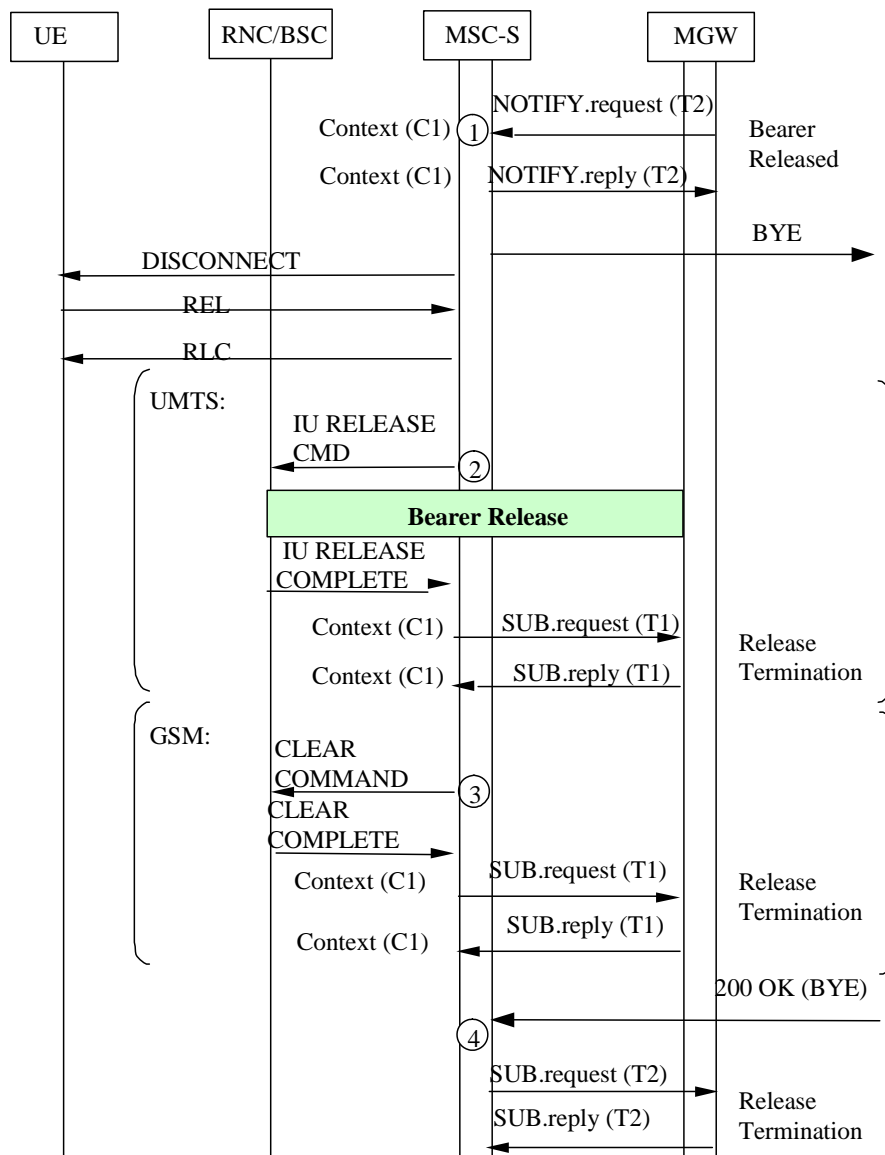 UE
RNC/BSC
MSC-S
MGW
NOTIFY.request (T2)
Context (C1)
1
Bearer
Released
Context (C1)
NOTIFY.reply (T2)
BYE
DISCONNECT
REL
RLC
UMTS:
IU RELEASE
CMD
2
Bearer Release
IU RELEASE
COMPLETE
Context (C1)
SUB.request (T1)
Release
Termination
Context (C1)
SUB.reply (T1)
GSM:
CLEAR
COMMAND
3
CLEAR
COMPLETE
Context (C1)
SUB.request (T1)
Release
Termination
Context (C1)
SUB.reply (T1)
200 OK (BYE)
4
SUB.request (T2)
SUB.reply (T2)
Release
Termination